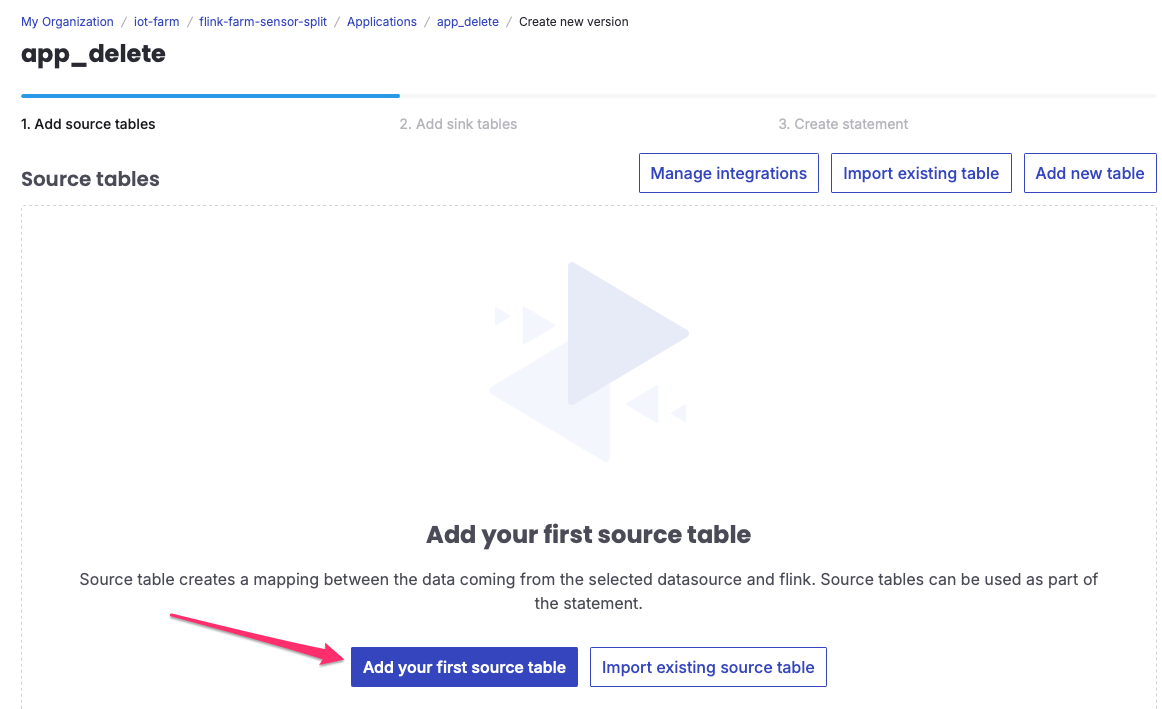 My Organization / iot-farm / flink-farm-sensor-split / Applications / app_delete / Create new version
app_delete
1. Add source tables
2. Add sink tables
3. Create statement
Source tables
Manage integrations
Import existing table
Add new table
Add your first source table
Source table creates a mapping between the data coming from the selected datasource and flink. Source tables can be used as part of
the statement.
Add your first source table
Import existing source table